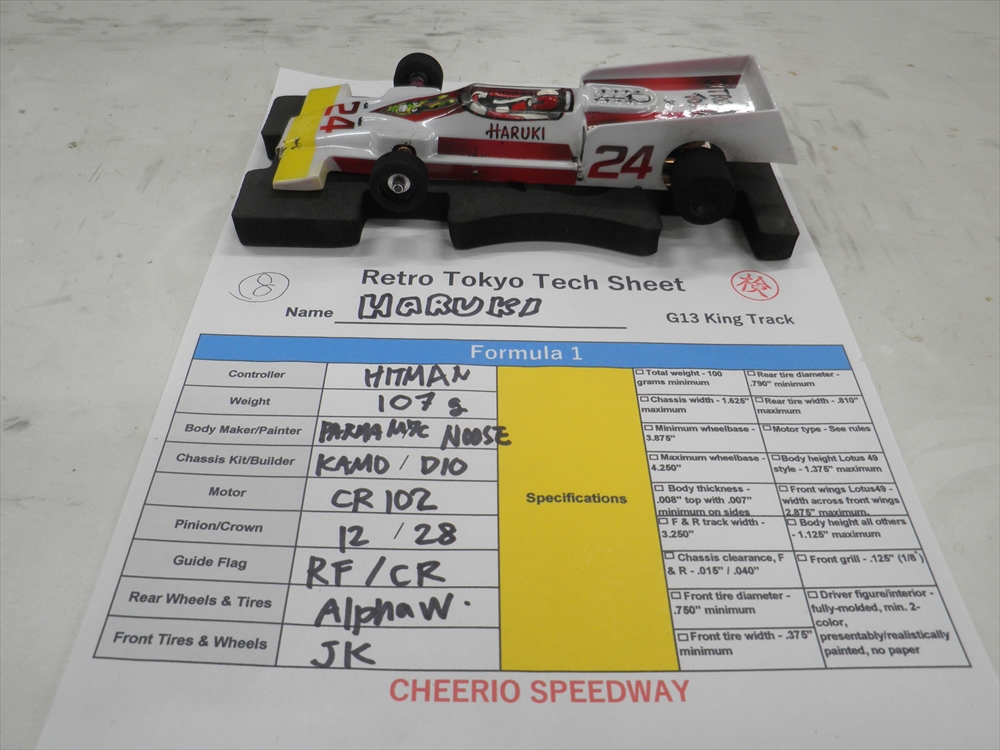 24
HARUKI
24
8
Retro Tokyo Tech Sheet
検
Name HARUKI
G13 King Track
Formula 1
Controller HITMAN
Weight 107 g
Body Maker/Painter PARMA MAC NOOSE
Chassis Kit/Builder KAMO / DIO
Motor CR 102
Pinion/Crown 12 / 28
Guide Flag RF / CR
Rear Wheels & Tires Alpha W.
Front Tires & Wheels JK
Specifications
Total weight - 100
grams minimum
Rear tire diameter -
.790" minimum
Chassis width - 1.625"
maximum
Rear tire width - .810"
maximum
Minimum wheelbase -
3.875"
Motor type - See rules
Maximum wheelbase -
4.250"
Body height Lotus 49
style - 1.375" maximum
Body thickness -
.008" top with .007"
minimum on sides
Front wings Lotus49 -
width across front wings
2.875" maximum.
F & R track width -
3.250"
Body height all others
- 1.125" maximum
Chassis clearance, F
& R - .015" / .040"
Front grill - .125" (1/8")
Front tire diameter -
.750" minimum
Driver figure/interior -
fully-molded, min. 2-
color,
presentably/realistically
painted, no paper
Front tire width - .375"
minimum
CHEERIO SPEEDWAY